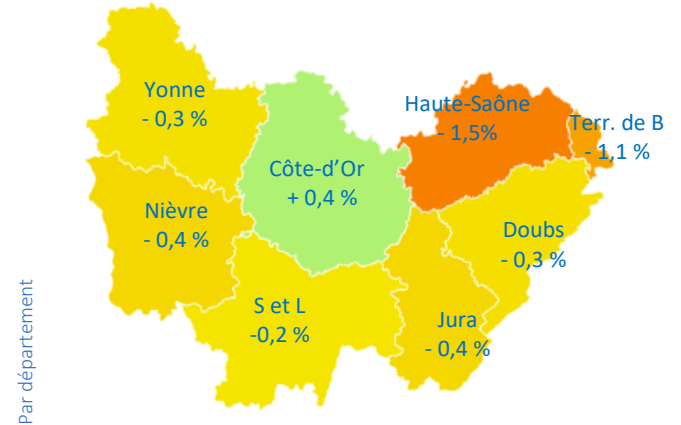 Yonne
- 0,3 %
Haute-Saône
- 1,5%
Terr. de B
- 1,1 %
Côte-d'Or
+ 0,4 %
Nièvre
- 0,4 %
Doubs
- 0,3 %
S et L
-0,2 %
Jura
- 0,4 %
Par département